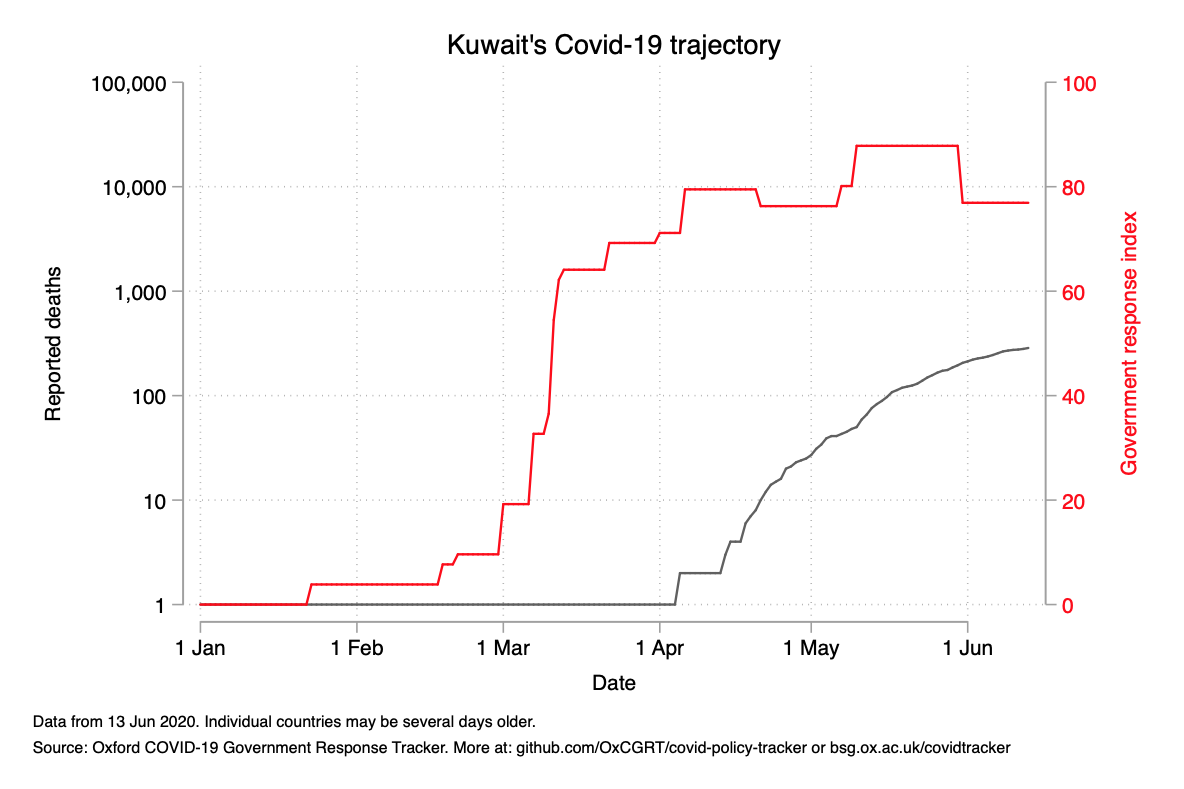 Kuwait's Covid-19 trajectory
100,000
10,000
1,000
100
10
1
Reported deaths
100
80
60
40
20
0
Government response index
1 Jan
1 Feb
1 Mar
1 Apr
1 May
1 Jun
Date
Data from 13 Jun 2020. Individual countries may be several days older.
Source: Oxford COVID-19 Government Response Tracker. More at: github.com/OxCGRT/covid-policy-tracker or bsg.ox.ac.uk/covidtracker